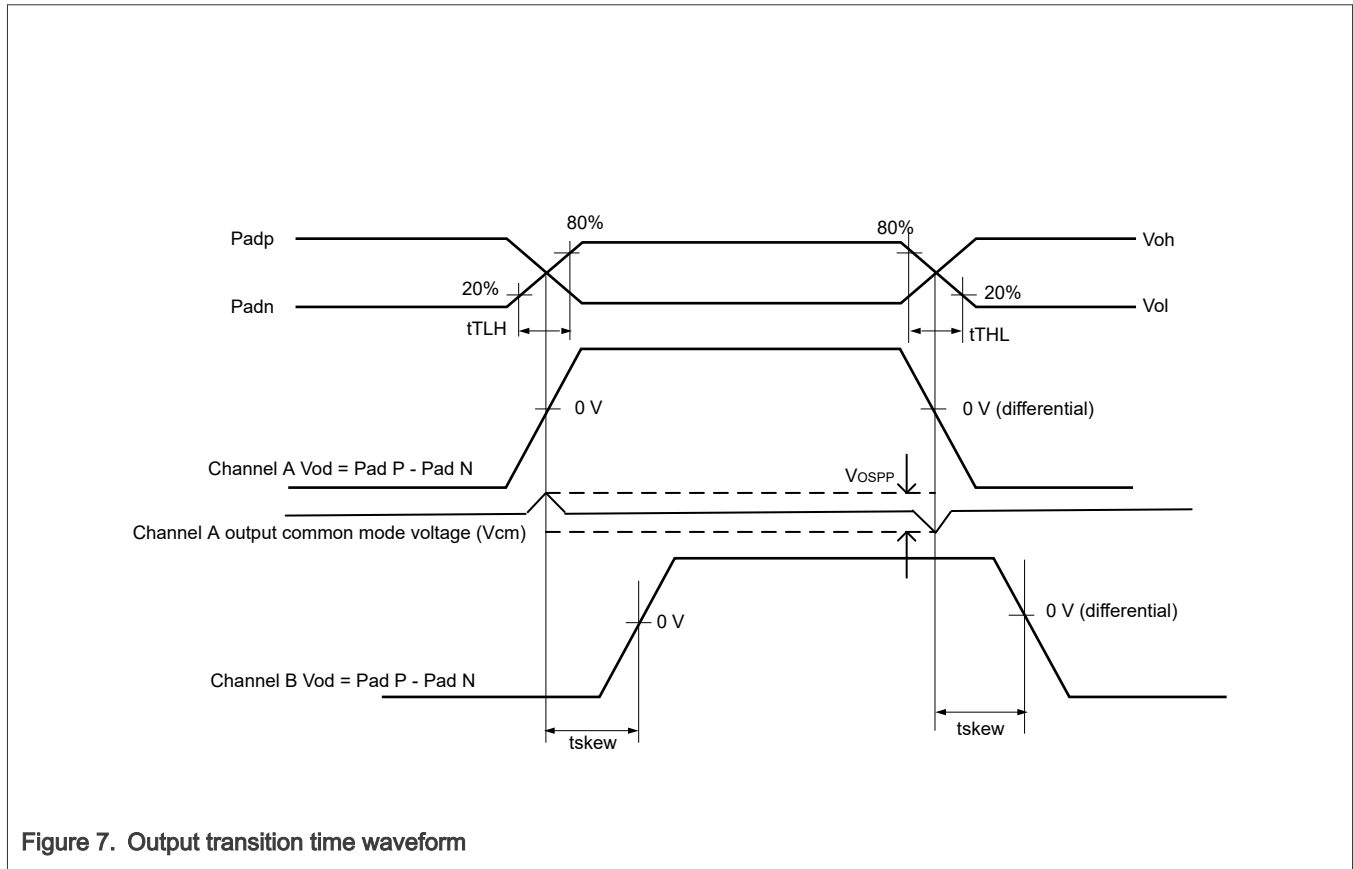 80%
80%
Padp
Voh
20%
20%
Padn
Vol
tTLH
tTHL
0 V
0 V (differential)
Channel A Vod = Pad P - Pad N
VOSPP
Channel A output common mode voltage (Vcm)
0 V
0 V (differential)
Channel B Vod = Pad P - Pad N
tskew
tskew
Figure 7. Output transition time waveform